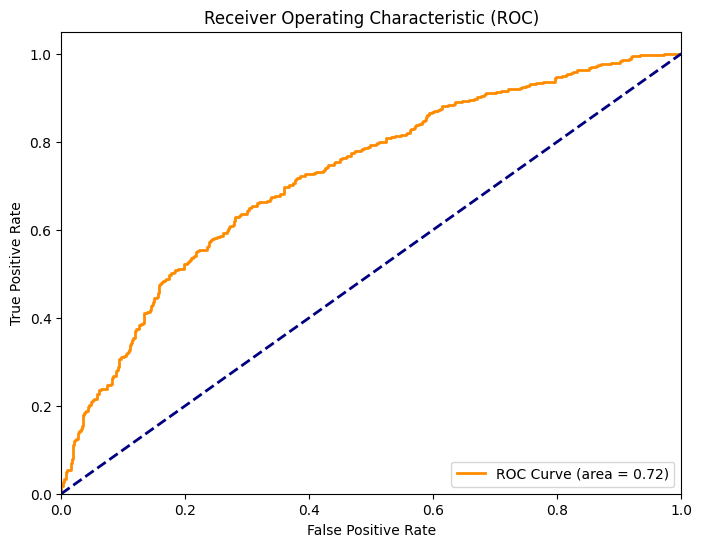 Receiver Operating Characteristic (ROC)
1.0
0.8
0.6
0.4
0.2
0.0
True Positive Rate
ROC Curve (area = 0.72)
0.0 0.2 0.4 0.6 0.8 1.0
False Positive Rate